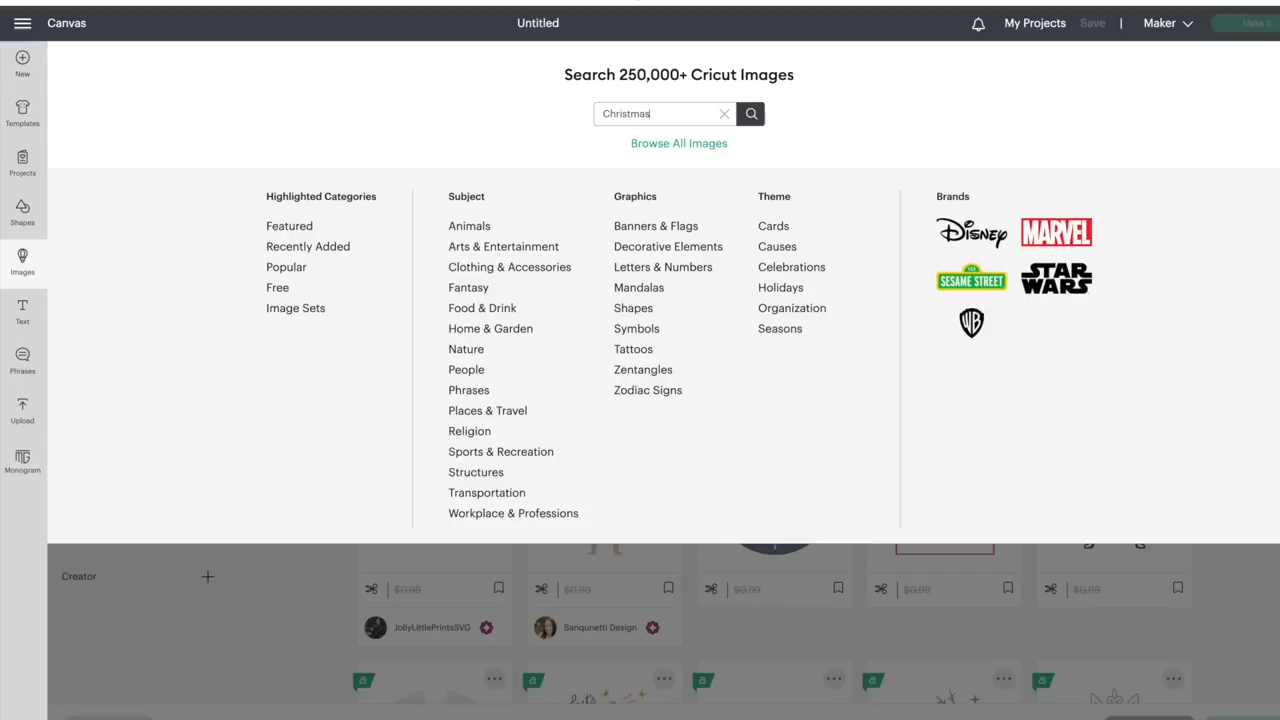 Canvas
Untitled
My Projects
Save
|
Maker
Make It
New
Templates
Projects
Shapes
Images
Text
Phrases
Upload
Monogram
Search 250,000+ Cricut Images
Christmas
Browse All Images
Highlighted Categories
Featured
Recently Added
Popular
Free
Image Sets
Subject
Animals
Arts & Entertainment
Clothing & Accessories
Fantasy
Food & Drink
Home & Garden
Nature
People
Phrases
Places & Travel
Religion
Sports & Recreation
Structures
Transportation
Workplace & Professions
Graphics
Banners & Flags
Decorative Elements
Letters & Numbers
Mandalas
Shapes
Symbols
Tattoos
Zentangles
Zodiac Signs
Theme
Cards
Causes
Celebrations
Holidays
Organization
Seasons
Brands
Disney
MARVEL
123 SESAME STREET
STAR WARS
WB
Creator
$0.99
$0.99
$0.99
$0.99
$0.99
JollyLittlePrintsSVG
Sanqunetti Design
a
a
let's
a
a
a